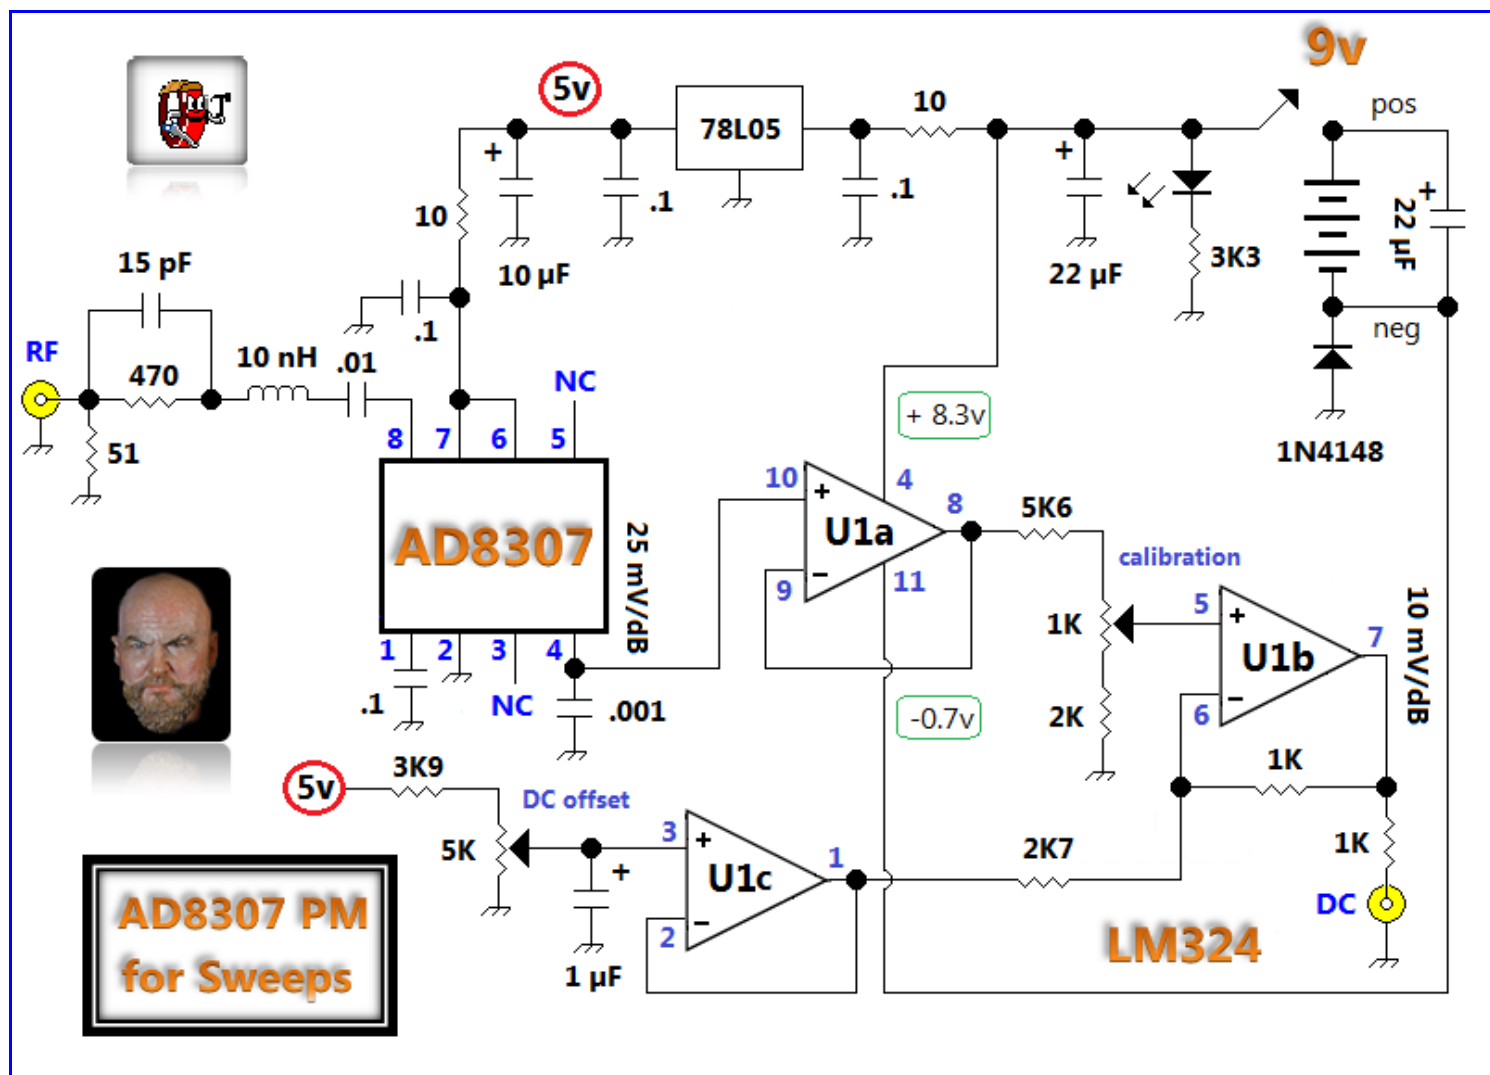 9v
5v
78L05
10
pos
+
.1
.1
+
+
22 µF
10
10 µF
22 µF
3K3
neg
15 pF
.1
RF
10 nH
.01
470
NC
51
8
7
6
5
+ 8.3v
1N4148
AD8307
25 mV/dB
10
+
4
8
U1a
9
−
11
5K6
calibration
1K
5
+
U1b
7
10 mV/dB
6
−
1
2
3
4
NC
.1
.001
-0.7v
2K
1K
5v
3K9
DC offset
5K
3
+
U1c
1
2
−
+
1 µF
2K7
1K
DC
LM324
AD8307 PM
for Sweeps